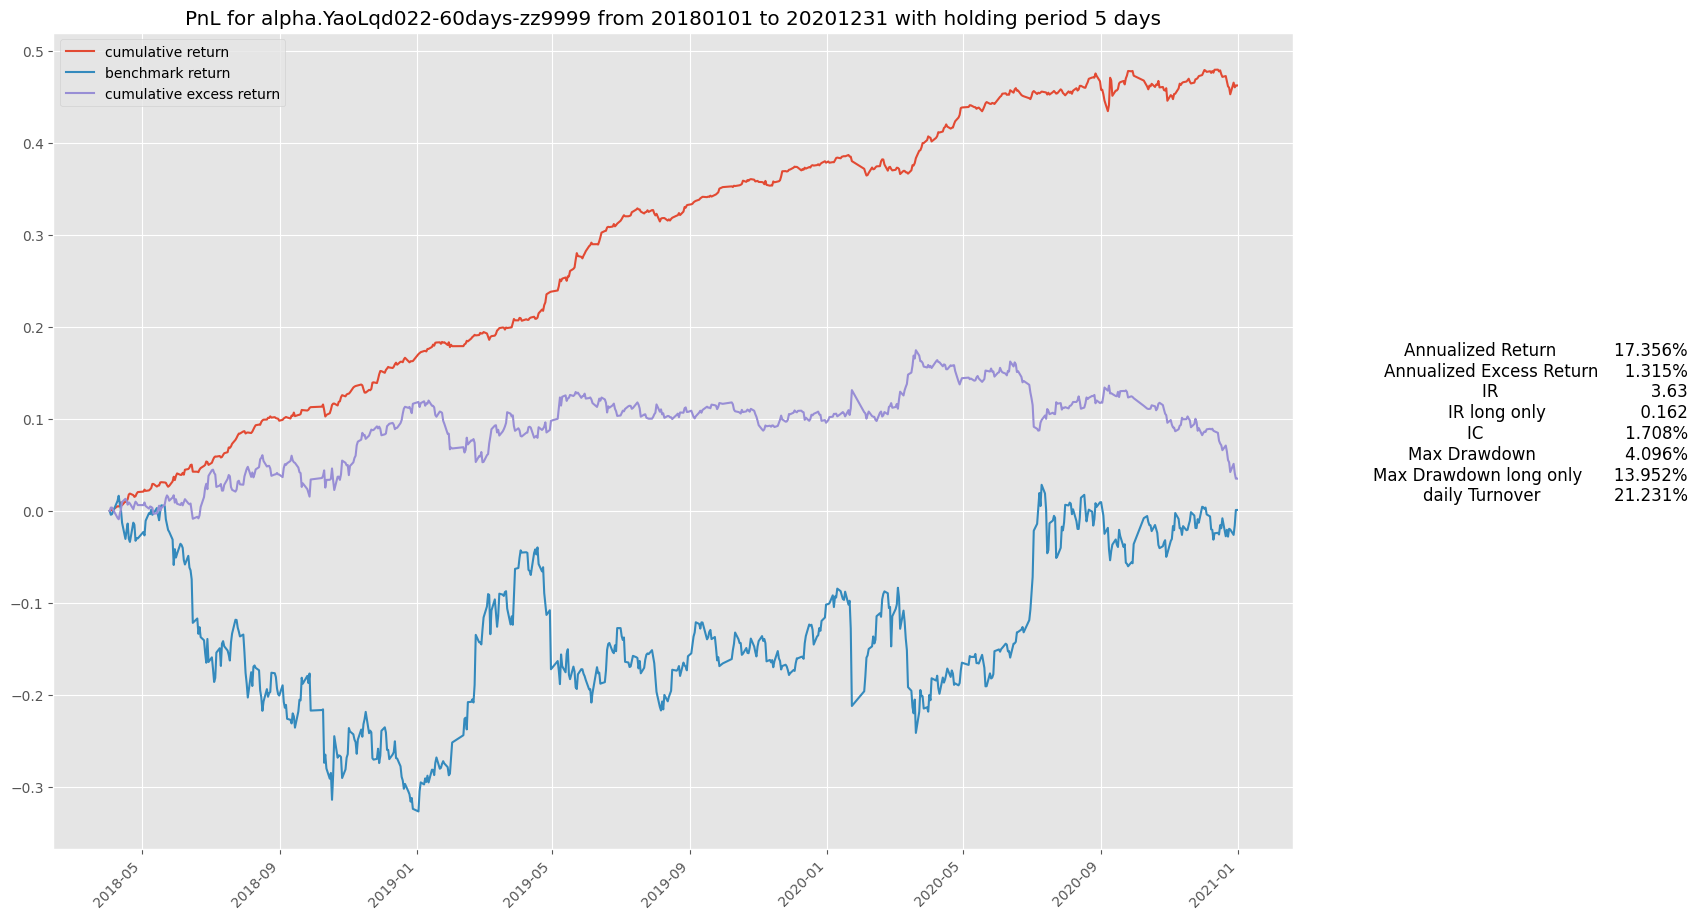 PnL for alpha.YaoLqd022-60days-zz9999 from 20180101 to 20201231 with holding period 5 days
cumulative return
benchmark return
cumulative excess return
0.5
0.4
0.3
0.2
0.1
0.0
−0.1
−0.2
−0.3
2018-05
2018-09
2019-01
2019-05
2019-09
2020-01
2020-05
2020-09
2021-01
Annualized Return 17.356%
Annualized Excess Return 1.315%
IR 3.63
IR long only 0.162
IC 1.708%
Max Drawdown 4.096%
Max Drawdown long only 13.952%
daily Turnover 21.231%